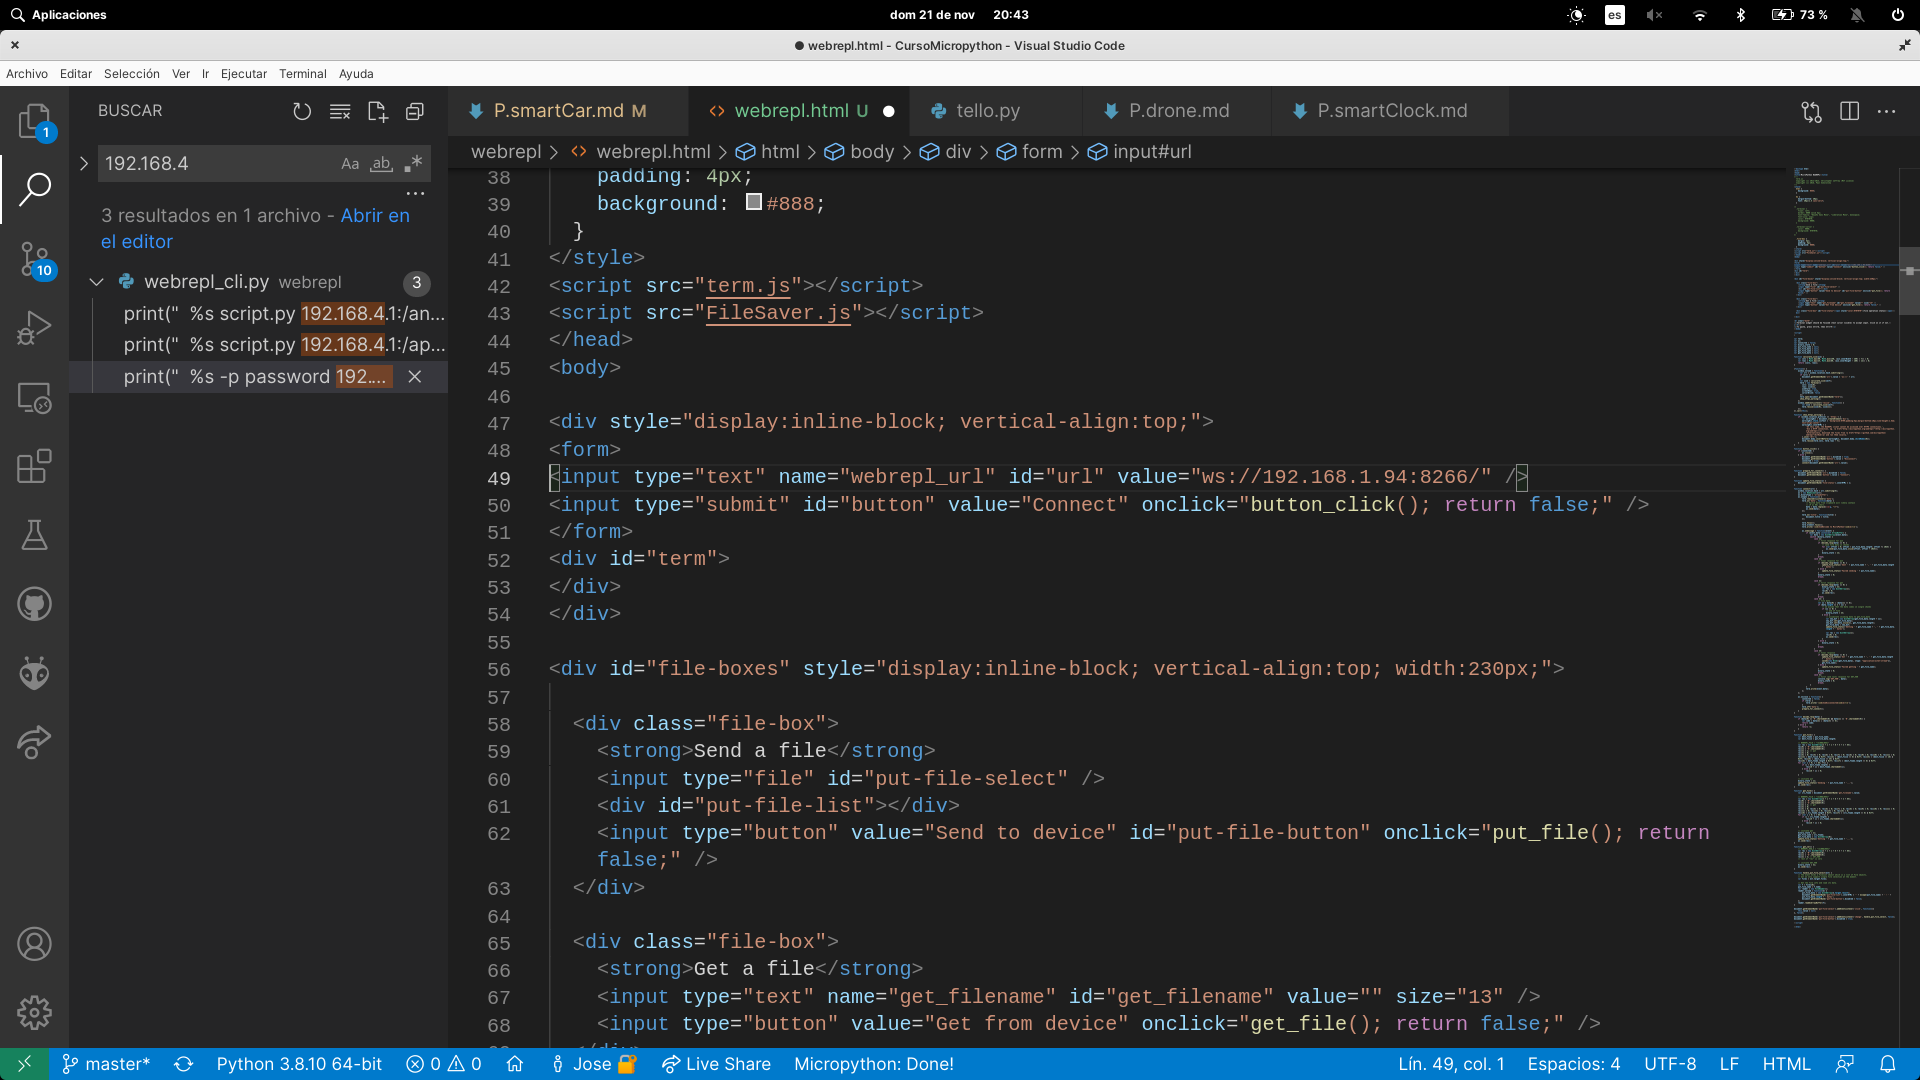 Aplicaciones
dom 21 de nov 20:43
es
73 %
webrepl.html - CursoMicropython - Visual Studio Code
Archivo Editar Selección Ver Ir Ejecutar Terminal Ayuda
BUSCAR
P.smartCar.md M
webrepl.html U
tello.py
P.drone.md
P.smartClock.md
webrepl > webrepl.html > html > body > div > form > input#url
1
192.168.4
Aa ab
3 resultados en 1 archivo - Abrir en
el editor
10
webrepl_cli.py webrepl 3
print(" %s script.py 192.168.4.1:/an...
print(" %s script.py 192.168.4.1:/ap...
print(" %s -p password 192....
38 padding: 4px;
39 background: #888;
40 }
41 </style>
42 <script src="term.js"></script>
43 <script src="FileSaver.js"></script>
44 </head>
45 <body>
46
47 <div style="display:inline-block; vertical-align:top;">
48 <form>
49 <input type="text" name="webrepl_url" id="url" value="ws://192.168.1.94:8266/" />
50 <input type="submit" id="button" value="Connect" onclick="button_click(); return false;" />
51 </form>
52 <div id="term">
53 </div>
54 </div>
55
56 <div id="file-boxes" style="display:inline-block; vertical-align:top; width:230px;">
57
58 <div class="file-box">
59 <strong>Send a file</strong>
60 <input type="file" id="put-file-select" />
61 <div id="put-file-list"></div>
62 <input type="button" value="Send to device" id="put-file-button" onclick="put_file(); return
false;" />
63 </div>
64
65 <div class="file-box">
66 <strong>Get a file</strong>
67 <input type="text" name="get_filename" id="get_filename" value="" size="13" />
68 <input type="button" value="Get from device" onclick="get_file(); return false;" />
master* Python 3.8.10 64-bit 0 0 Jose Live Share Micropython: Done! Lín. 49, col. 1 Espacios: 4 UTF-8 LF HTML